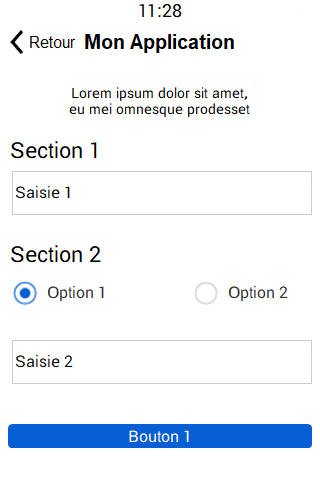 11:28
Retour Mon Application
Lorem ipsum dolor sit amet,
eu mei omnesque prodesset
Section 1
Saisie 1
Section 2
Option 1 Option 2
Saisie 2
Bouton 1